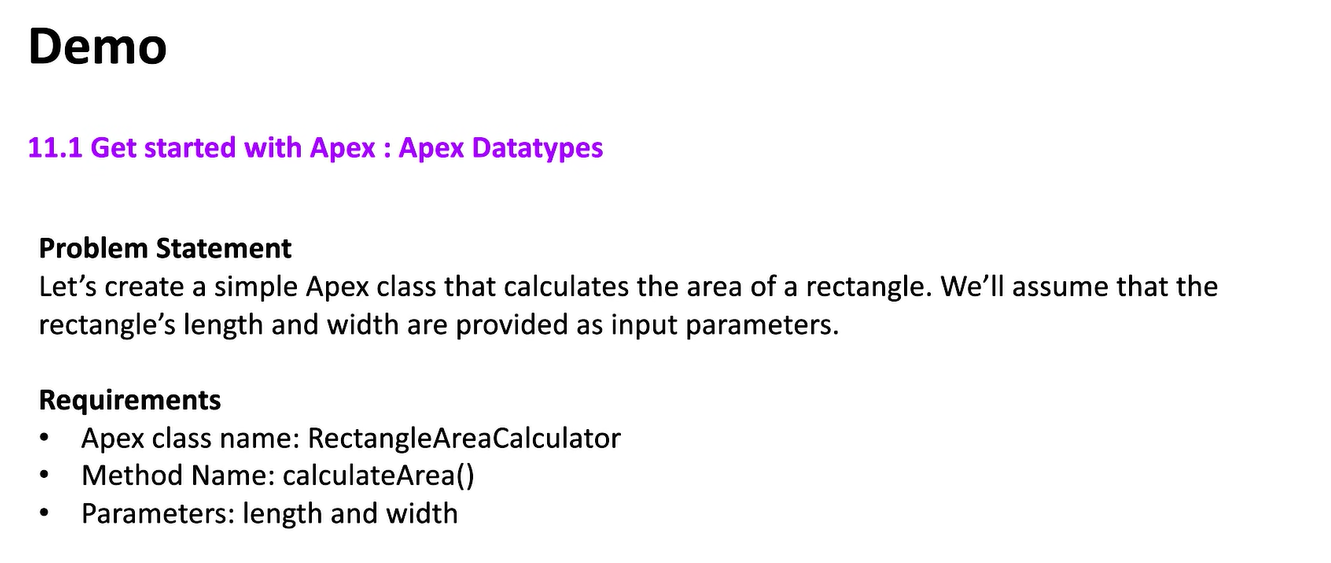 Demo
11.1 Get started with Apex : Apex Datatypes
Problem Statement
Let’s create a simple Apex class that calculates the area of a rectangle. We’ll assume that the
rectangle’s length and width are provided as input parameters.
Requirements
• Apex class name: RectangleAreaCalculator
• Method Name: calculateArea()
• Parameters: length and width